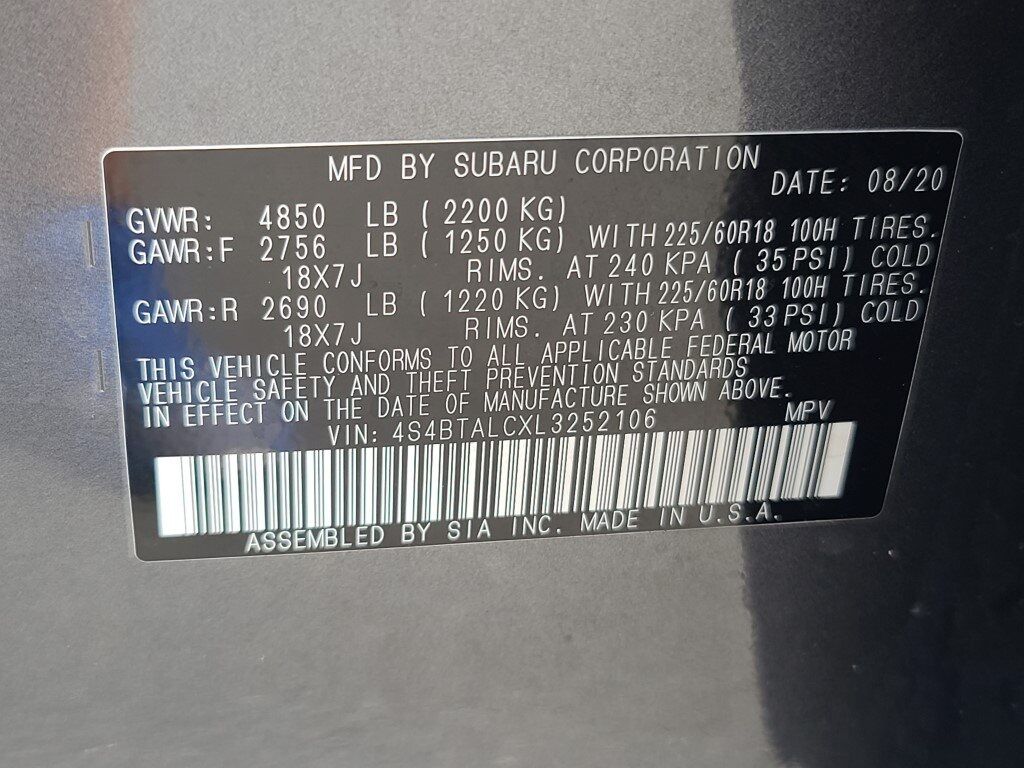 MFD BY SUBARU CORPORATION
DATE: 08/20
GVWR: 4850 LB ( 2200 KG)
GAWR:F 2756 LB ( 1250 KG) WITH 225/60R18 100H TIRES.
18X7J RIMS. AT 240 KPA ( 35PSI) COLD
GAWR:R 2690 LB ( 1220 KG) WITH 225/60R18 100H TIRES.
18X7J RIMS. AT 230 KPA ( 33PSI) COLD
THIS VEHICLE CONFORMS TO ALL APPLICABLE FEDERAL MOTOR
VEHICLE SAFETY AND THEFT PREVENTION STANDARDS
IN EFFECT ON THE DATE OF MANUFACTURE SHOWN ABOVE.
VIN: 4S4BTALCXL3252106 MPV
ASSEMBLED BY SIA INC. MADE IN U.S.A.